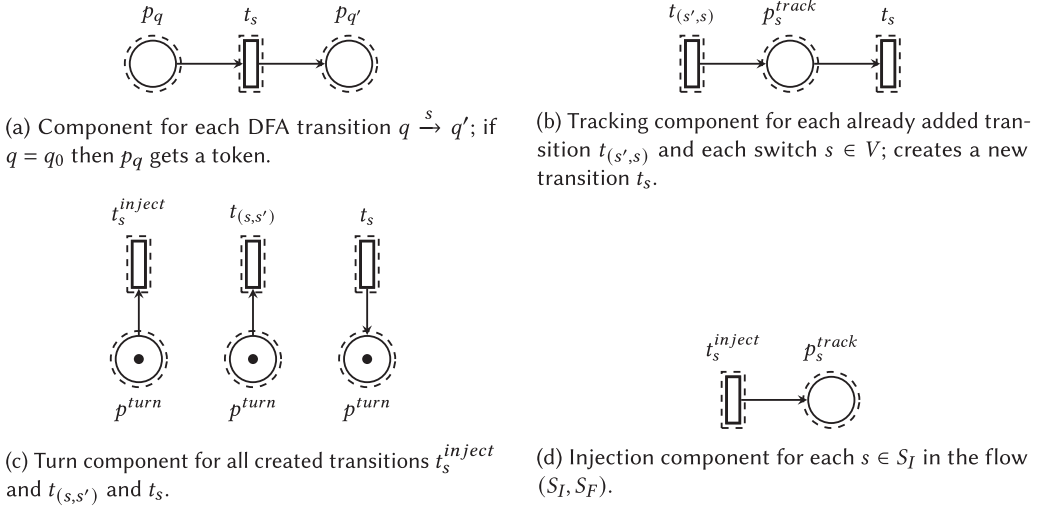 p_q t_s p_{q′}
(a) Component for each DFA transition q \xrightarrow{s} q′; if
q = q_0 then p_q gets a token.
t_{(s′,s)} p_s^{track} t_s
(b) Tracking component for each already added tran-
sition t_{(s′,s)} and each switch s ∈ V; creates a new
transition t_s.
t_s^{inject} t_{(s,s′)} t_s
p^{turn} p^{turn} p^{turn}
(c) Turn component for all created transitions t_s^{inject}
and t_{(s,s′)} and t_s.
t_s^{inject} p_s^{track}
(d) Injection component for each s ∈ S_I in the flow
(S_I, S_F).